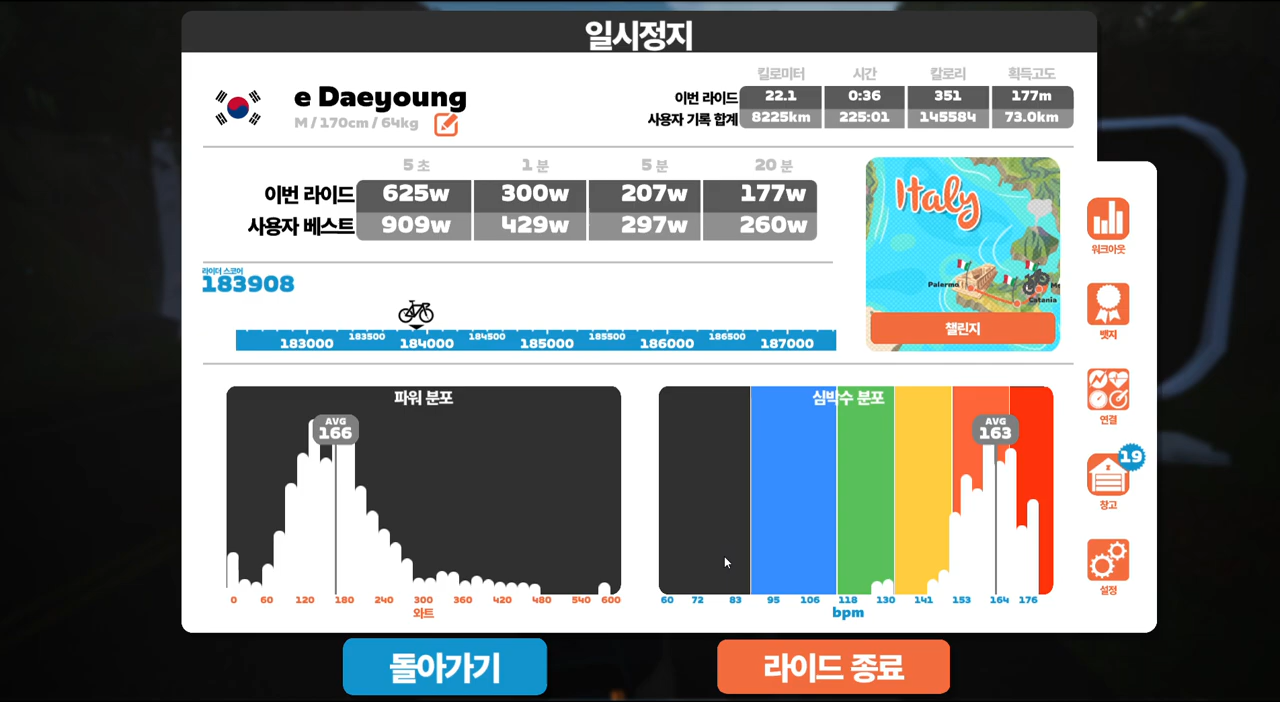 일시정지
e Daeyoung
M / 170cm / 64kg
킬로미터 시간 칼로리 획득고도
이번 라이드 22.1 0:36 351 177m
사용자 기록 합계 8225km 225:01 145584 73.0km
5 초 1 분 5 분 20 분
이번 라이드 625w 300w 207w 177w
사용자 베스트 909w 429w 297w 260w
라이더 스코어
183908
183000 183500 184000 184500 185000 185500 186000 186500 187000
Italy
Palermo
Catania
챌린지
워크아웃
뱃지
연결
19
창고
설정
파워 분포
AVG
166
0 60 120 180 240 300 360 420 480 540 600
와트
심박수 분포
AVG
163
60 72 83 95 106 118 130 141 153 164 176
bpm
돌아가기
라이드 종료